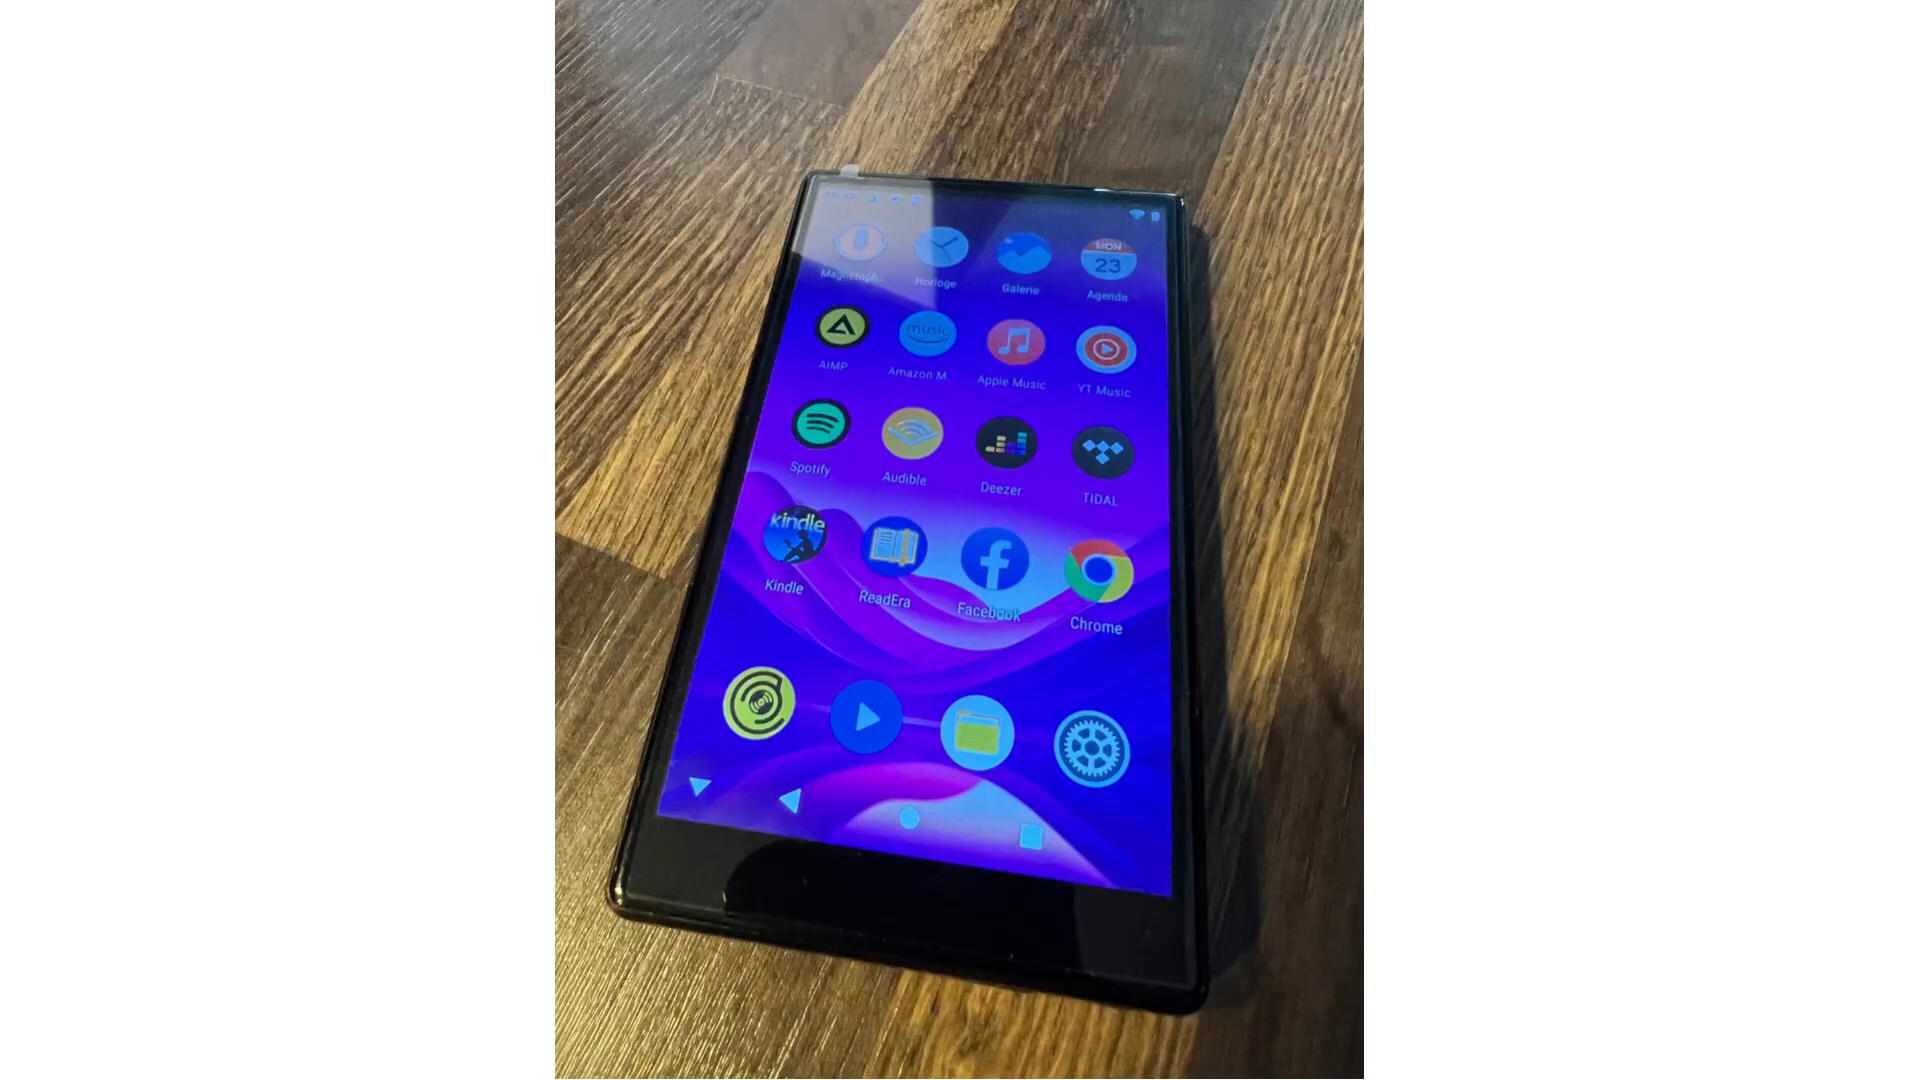 Magnetoph...
Horloge
Galerie
MON
23
Agenda
AIMP
music
Amazon M
Apple Music
YT Music
Spotify
Audible
Deezer
TIDAL
kindle
Kindle
ReadEra
Facebook
Chrome